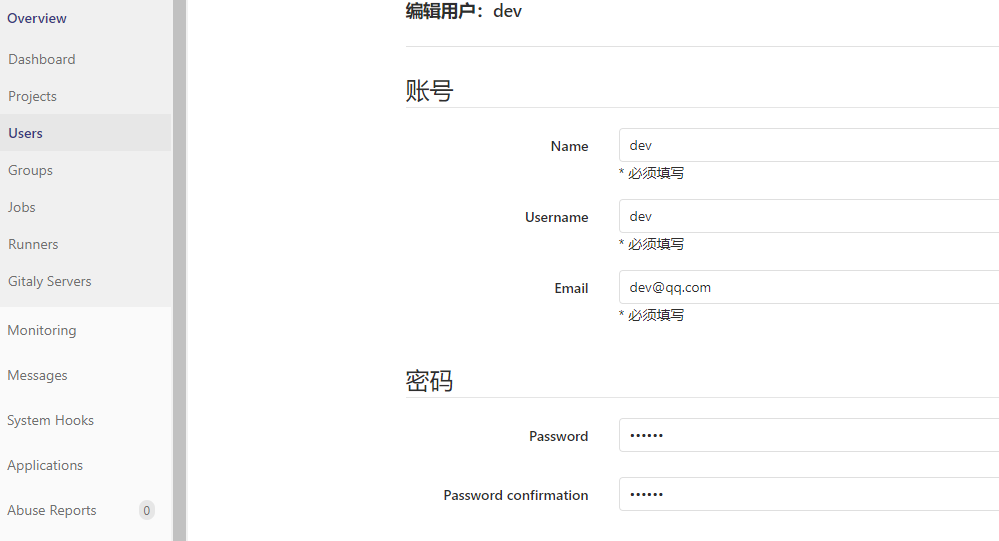 Overview
Dashboard
Projects
Users
Groups
Jobs
Runners
Gitaly Servers
Monitoring
Messages
System Hooks
Applications
Abuse Reports 0
编辑用户：dev
账号
Name dev
* 必须填写
Username dev
* 必须填写
Email dev@qq.com
* 必须填写
密码
Password ••••••
Password confirmation ••••••